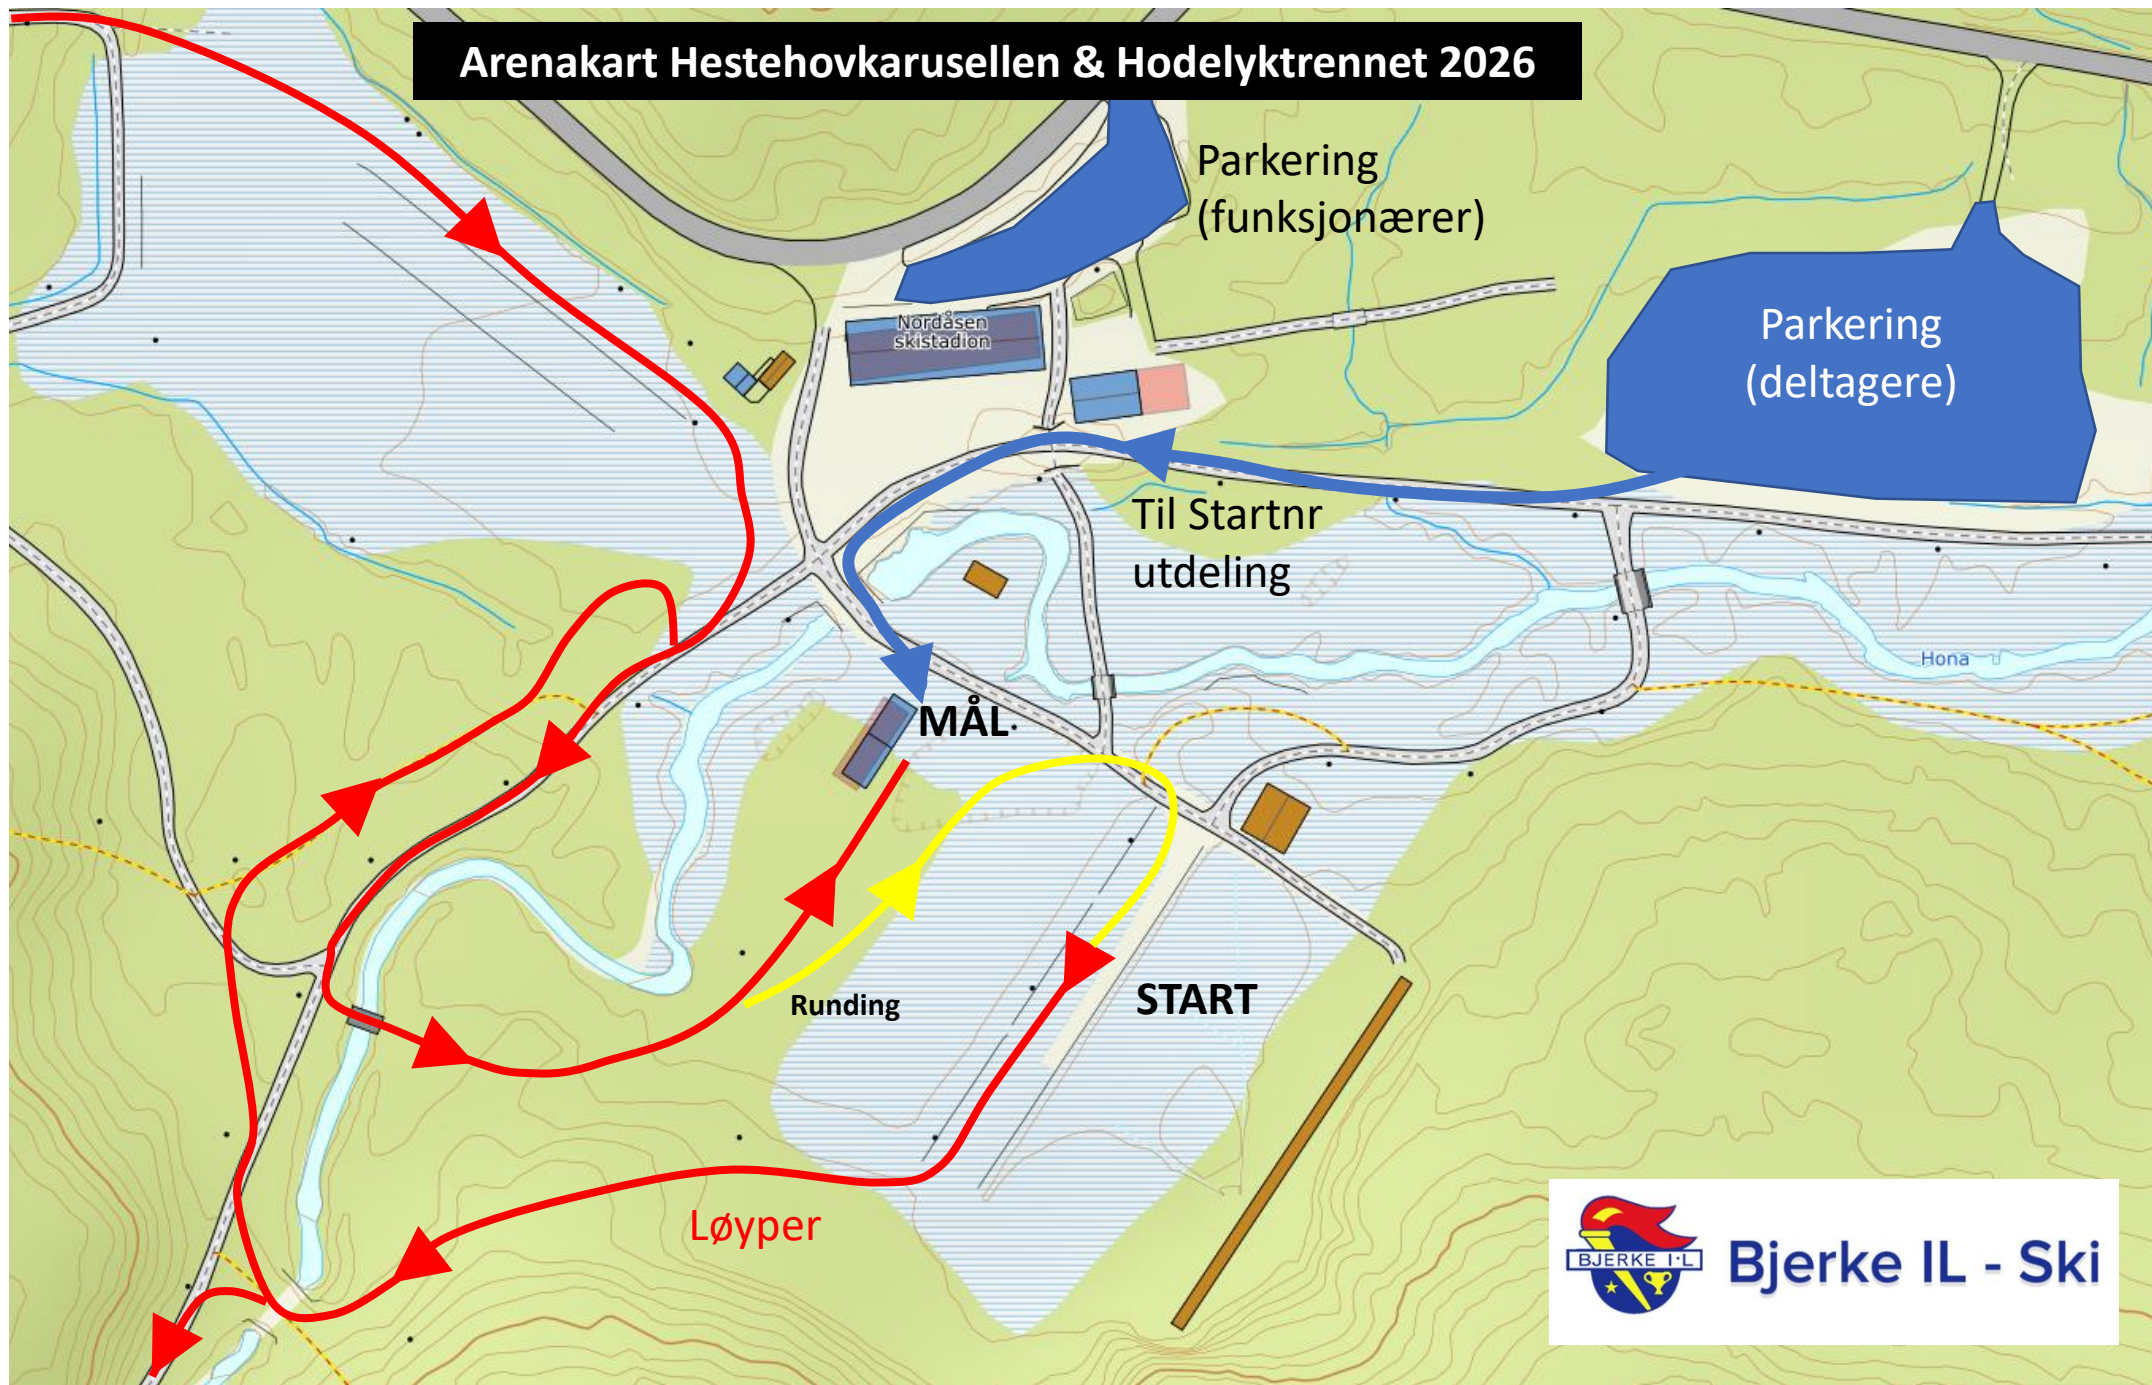 Arenakart Hestehovkarusellen & Hodelyktrennet 2026
Parkering
(funksjonærer)
Nordåsen
skistadion
Parkering
(deltagere)
Til Startnr
utdeling
Hona
MÅL
Runding
START
Løyper
BJERKE I·L
Bjerke IL - Ski